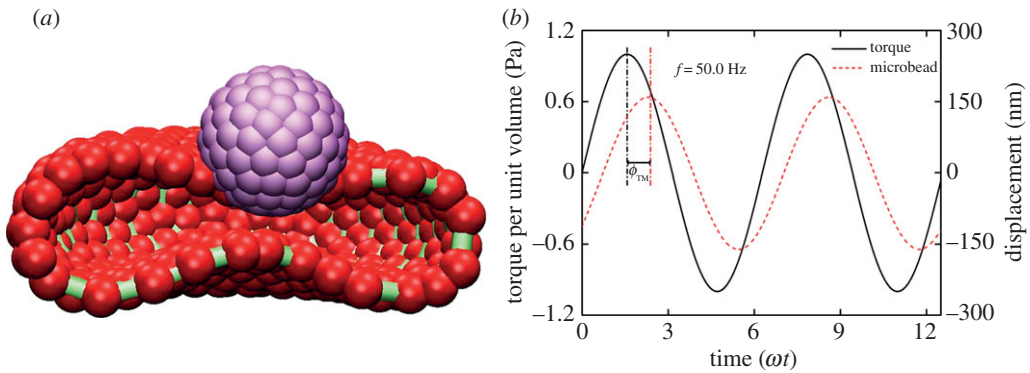 (a)
(b)
torque per unit volume (Pa)
1.2
0.6
0
−0.6
−1.2
f = 50.0 Hz
torque
microbead
ϕTM
300
150
0
−150
−300
displacement (nm)
0
3
6
9
12
time (ωt)